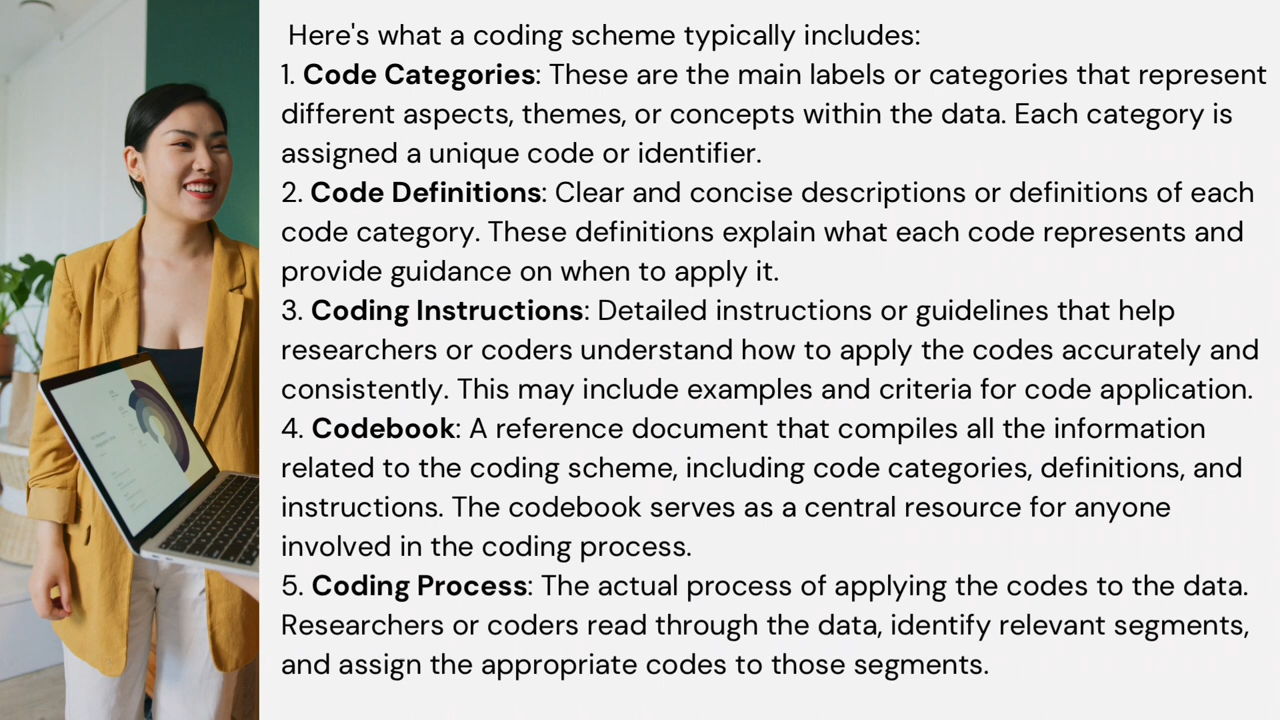 Here's what a coding scheme typically includes:
1. Code Categories: These are the main labels or categories that represent
different aspects, themes, or concepts within the data. Each category is
assigned a unique code or identifier.
2. Code Definitions: Clear and concise descriptions or definitions of each
code category. These definitions explain what each code represents and
provide guidance on when to apply it.
3. Coding Instructions: Detailed instructions or guidelines that help
researchers or coders understand how to apply the codes accurately and
consistently. This may include examples and criteria for code application.
4. Codebook: A reference document that compiles all the information
related to the coding scheme, including code categories, definitions, and
instructions. The codebook serves as a central resource for anyone
involved in the coding process.
5. Coding Process: The actual process of applying the codes to the data.
Researchers or coders read through the data, identify relevant segments,
and assign the appropriate codes to those segments.